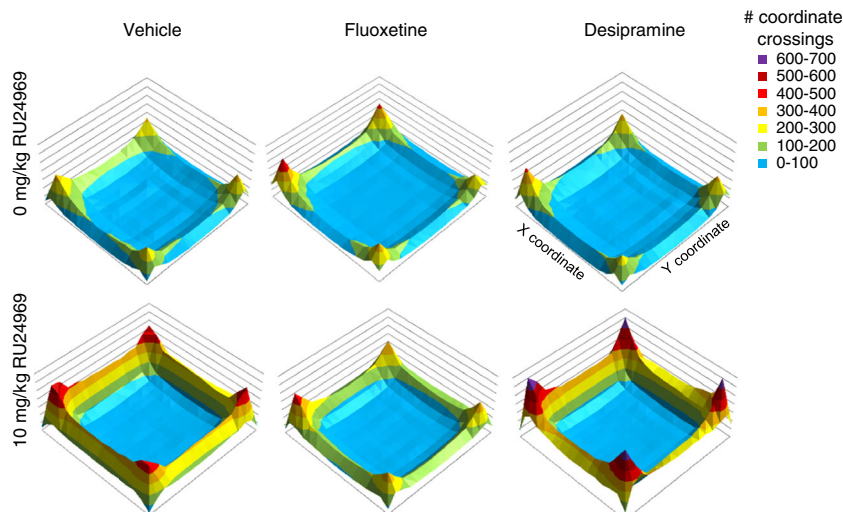 Vehicle
Fluoxetine
Desipramine
# coordinate
crossings
600-700
500-600
400-500
300-400
200-300
100-200
0-100
0 mg/kg RU24969
X coordinate
Y coordinate
10 mg/kg RU24969